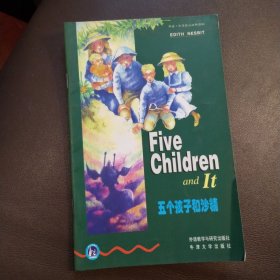 EDITH NESBIT
Five
Children
and It
五个孩子和沙精
外语教学与研究出版社
牛津大学出版社